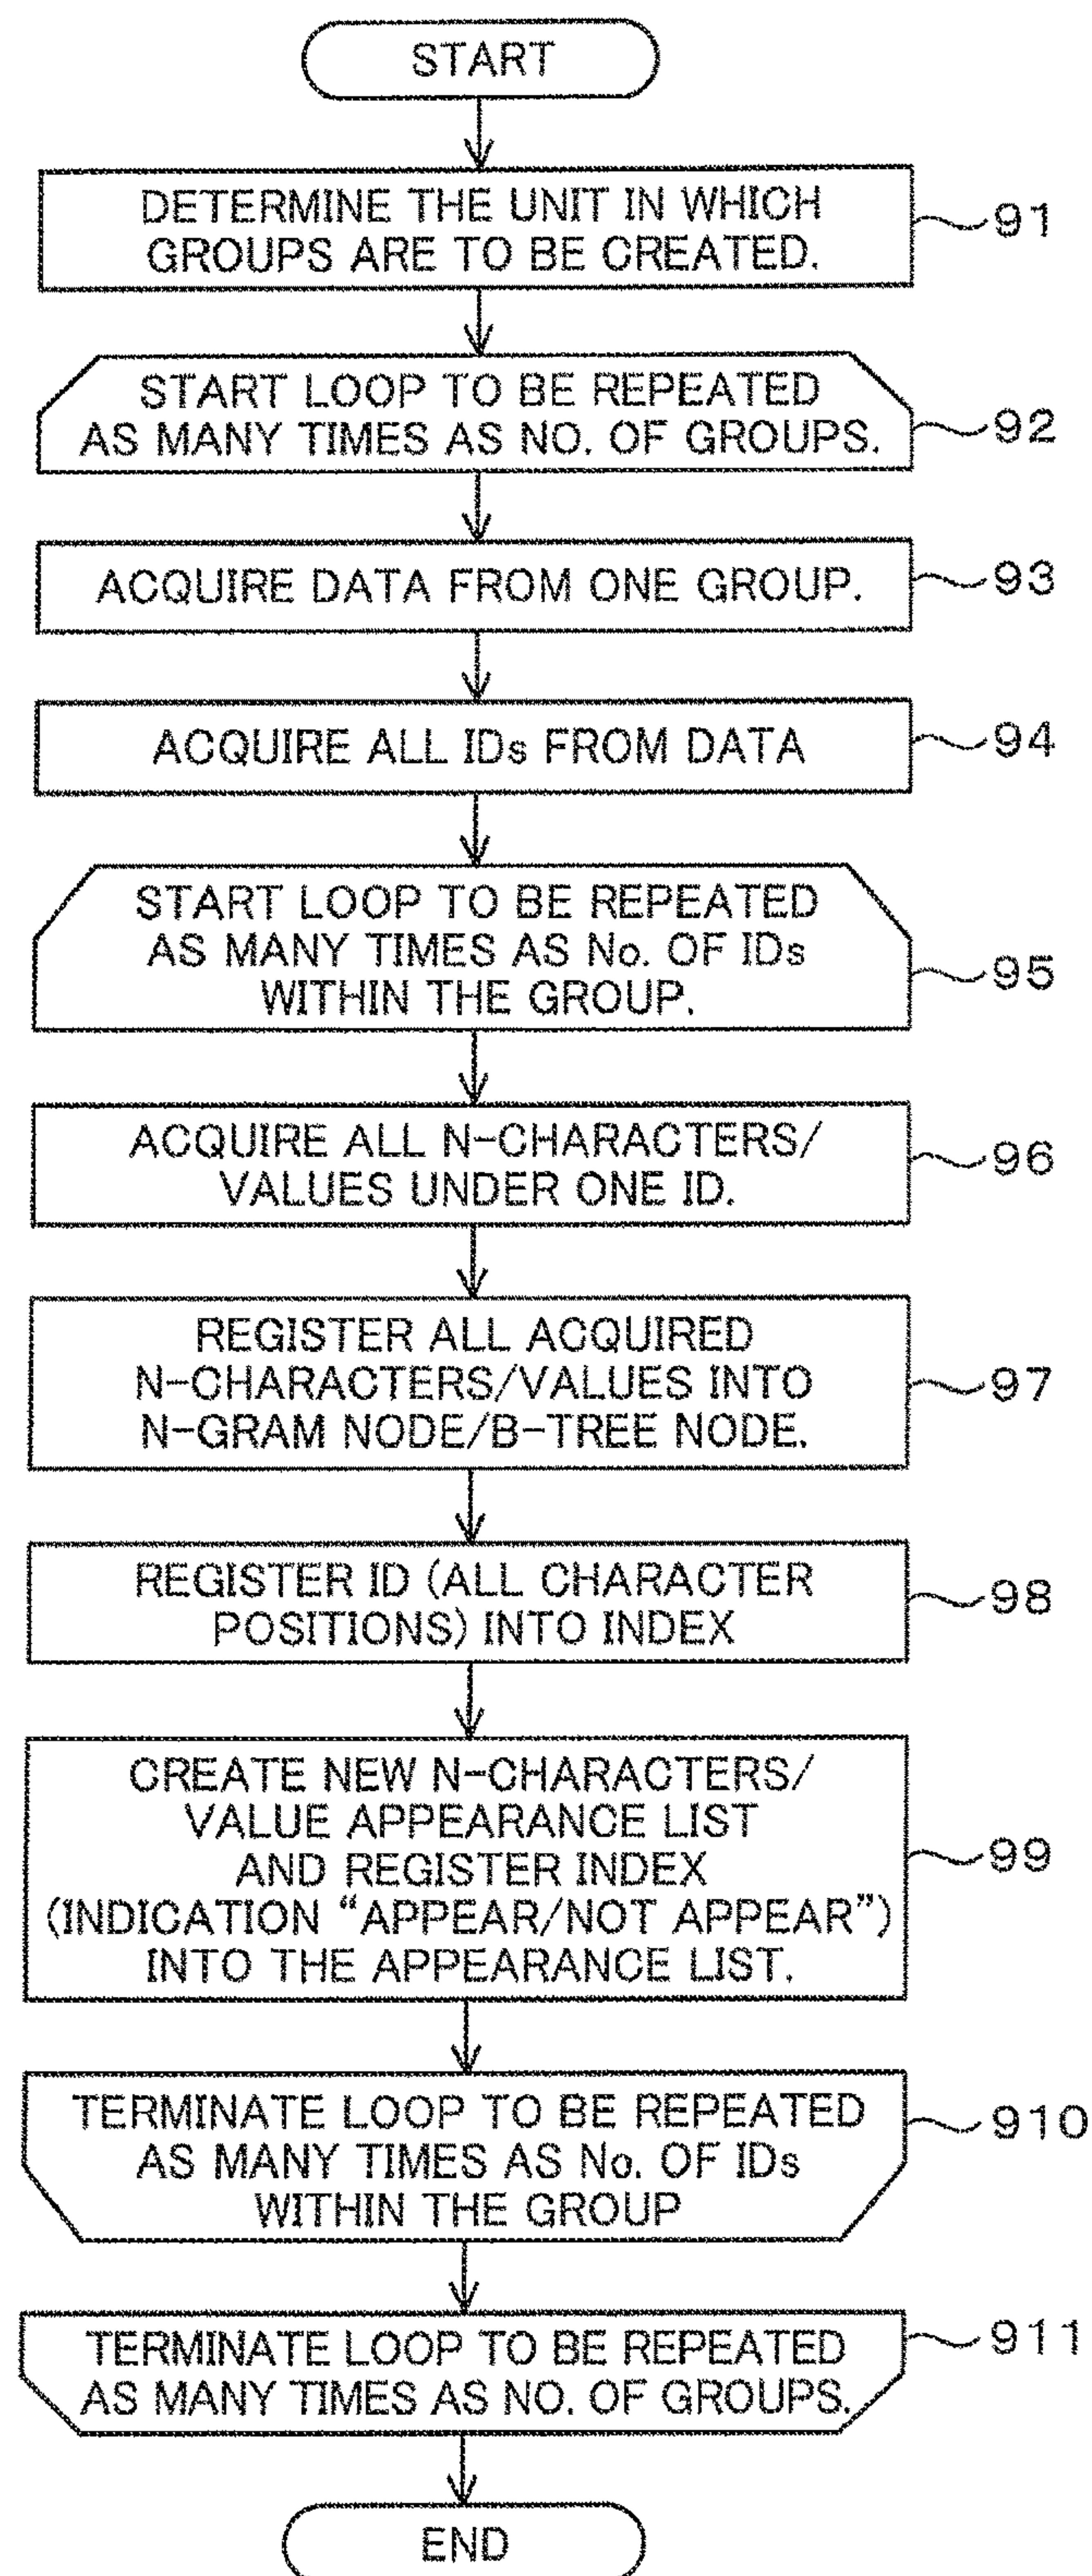 START
DETERMINE THE UNIT IN WHICH
GROUPS ARE TO BE CREATED.
91
START LOOP TO BE REPEATED
AS MANY TIMES AS NO. OF GROUPS.
92
ACQUIRE DATA FROM ONE GROUP.
93
ACQUIRE ALL IDs FROM DATA
94
START LOOP TO BE REPEATED
AS MANY TIMES AS No. OF IDs
WITHIN THE GROUP.
95
ACQUIRE ALL N-CHARACTERS/
VALUES UNDER ONE ID.
96
REGISTER ALL ACQUIRED
N-CHARACTERS/VALUES INTO
N-GRAM NODE/B-TREE NODE.
97
REGISTER ID (ALL CHARACTER
POSITIONS) INTO INDEX
98
CREATE NEW N-CHARACTERS/
VALUE APPEARANCE LIST
AND REGISTER INDEX
(INDICATION “APPEAR/NOT APPEAR”)
INTO THE APPEARANCE LIST.
99
TERMINATE LOOP TO BE REPEATED
AS MANY TIMES AS No. OF IDs
WITHIN THE GROUP
910
TERMINATE LOOP TO BE REPEATED
AS MANY TIMES AS NO. OF GROUPS.
911
END